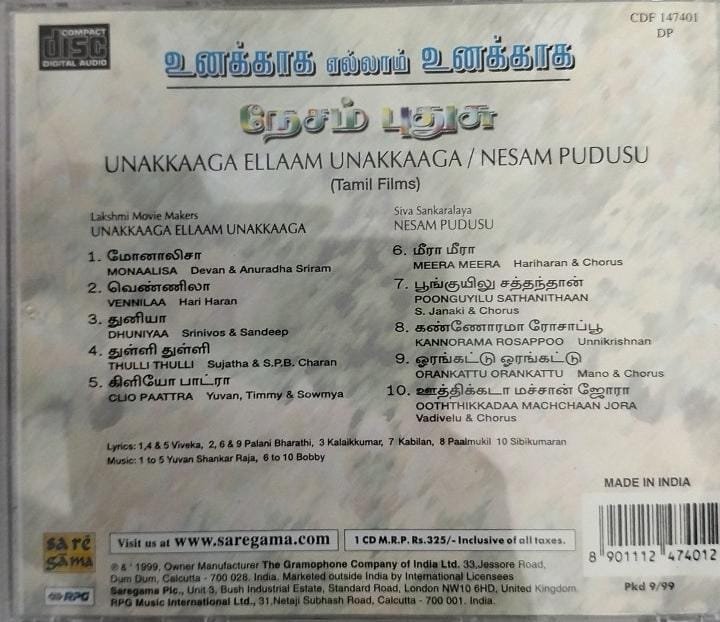 COMPACT
disc
DIGITAL AUDIO
CDF 147401
DP
உனக்காக எல்லாம் உனக்காக
நேசம் புதுசு
UNAKKAAGA ELLAAM UNAKKAAGA / NESAM PUDUSU
(Tamil Films)
Lakshmi Movie Makers
UNAKKAAGA ELLAAM UNAKKAAGA
1. மோனாலிசா
MONAALISA Devan & Anuradha Sriram
2. வெண்ணிலா
VENNILAA Hari Haran
3. துனியா
DHUNIYAA Srinivos & Sandeep
4. துள்ளி துள்ளி
THULLI THULLI Sujatha & S.P.B. Charan
5. கிளியோ பாட்ரா
CLIO PAATTRA Yuvan, Timmy & Sowmya
Siva Sankaralaya
NESAM PUDUSU
6. மீரா மீரா
MEERA MEERA Hariharan & Chorus
7. பூங்குயிலு சத்தந்தான்
POONGUYILU SATHANITHAAN
S. Janaki & Chorus
8. கண்ணோரமா ரோசாப்பூ
KANNORAMA ROSAPPOO Unnikrishnan
9. ஓரங்கட்டு ஓரங்கட்டு
ORANKATTU ORANKATTU Mano & Chorus
10. ஊத்திக்கடா மச்சான் ஜோரா
OOTHTHIKKADAA MACHCHAAN JORA
Vadivelu & Chorus
Lyrics: 1,4 & 5 Viveka, 2, 6 & 9 Palani Bharathi, 3 Kalaikkumar, 7 Kabilan, 8 Paalmukil 10 Sibikumaran
Music: 1 to 5 Yuvan Shankar Raja, 6 to 10 Bobby
MADE IN INDIA
sa re
ga ma
Visit us at www.saregama.com
1 CD M.R.P. Rs.325/- Inclusive of all taxes.
8 901112 474012
RPG
℗ & © 1999, Owner Manufacturer The Gramophone Company of India Ltd. 33,Jessore Road,
Dum Dum, Calcutta - 700 028. India. Marketed outside India by International Licensees
Saregama Plc., Unit 3, Bush Industrial Estate, Standard Road, London NW10 6HD, United Kingdom
RPG Music International Ltd., 31,Netaji Subhash Road, Calcutta - 700 001. India.
Pkd 9/99